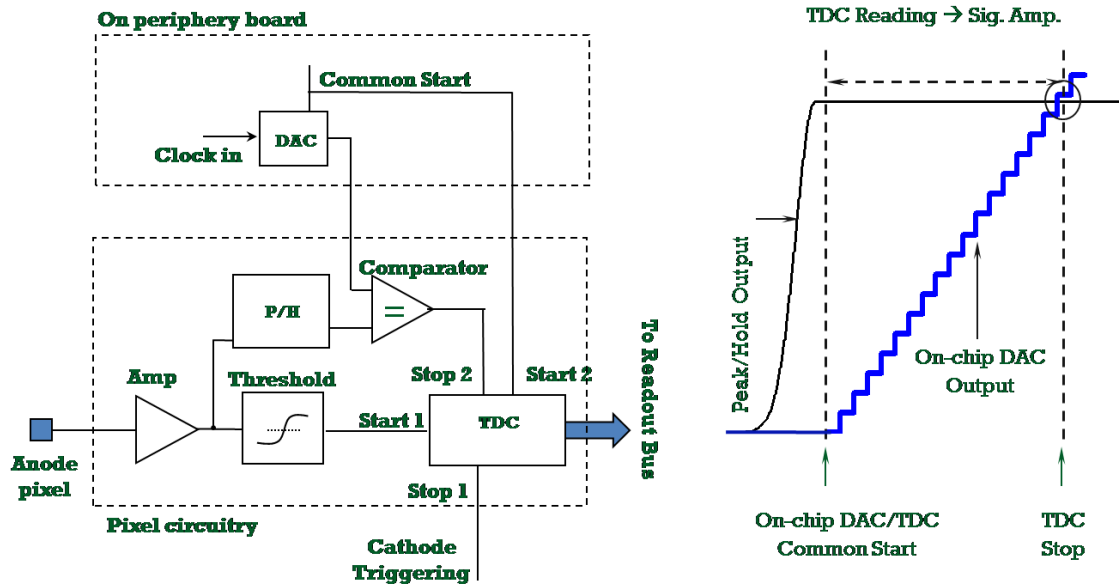 On periphery board
Common Start
DAC
Clock in
Comparator
=
P/H
Amp
Threshold
Stop 2
Start 2
Start 1
TDC
To Readout Bus
Anode
pixel
Stop 1
Pixel circuitry
Cathode
Triggering
TDC Reading → Sig. Amp.
Peak/Hold Output
On-chip DAC
Output
On-chip DAC/TDC
Common Start
TDC
Stop